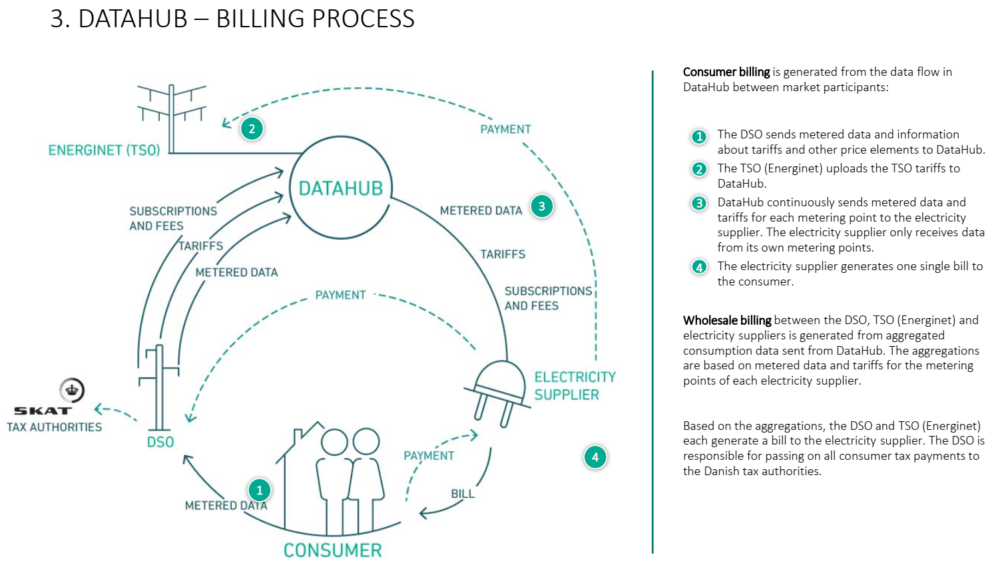 3. DATAHUB – BILLING PROCESS
2
PAYMENT
ENERGINET (TSO)
DATAHUB
SUBSCRIPTIONS
AND FEES
METERED DATA
3
TARIFFS
TARIFFS
METERED DATA
PAYMENT
SUBSCRIPTIONS
AND FEES
ELECTRICITY
SUPPLIER
SKAT
TAX AUTHORITIES
DSO
PAYMENT
4
1
BILL
METERED DATA
CONSUMER
Consumer billing is generated from the data flow in
DataHub between market participants:
1 The DSO sends metered data and information
about tariffs and other price elements to DataHub.
2 The TSO (Energinet) uploads the TSO tariffs to
DataHub.
3 DataHub continuously sends metered data and
tariffs for each metering point to the electricity
supplier. The electricity supplier only receives data
from its own metering points.
4 The electricity supplier generates one single bill to
the consumer.
Wholesale billing between the DSO, TSO (Energinet) and
electricity suppliers is generated from aggregated
consumption data sent from DataHub. The aggregations
are based on metered data and tariffs for the metering
points of each electricity supplier.
Based on the aggregations, the DSO and TSO (Energinet)
each generate a bill to the electricity supplier. The DSO is
responsible for passing on all consumer tax payments to
the Danish tax authorities.